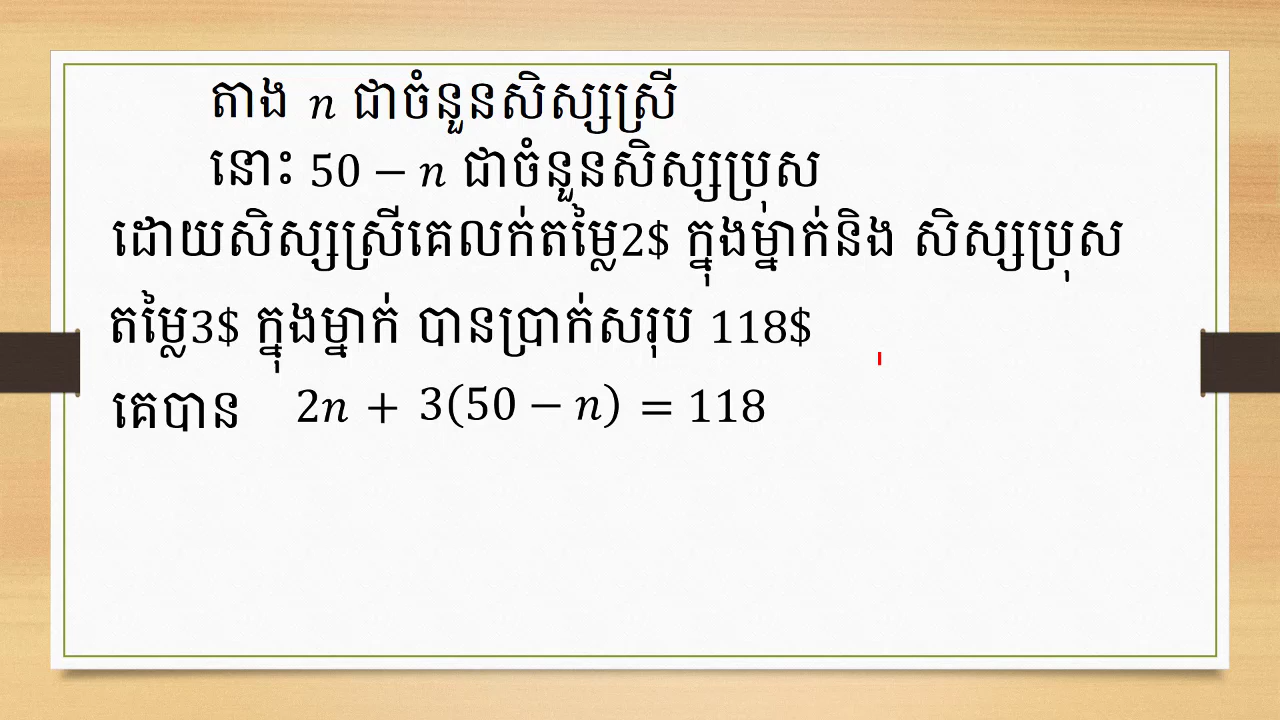 តាង n ជាចំនួនសិស្សស្រី
នោះ 50 − n ជាចំនួនសិស្សប្រុស
ដោយសិស្សស្រីគេលក់តម្លៃ2$ ក្នុងម្នាក់និង សិស្សប្រុស
តម្លៃ3$ ក្នុងម្នាក់ បានប្រាក់សរុប 118$
គេបាន 2n + 3(50 − n) = 118